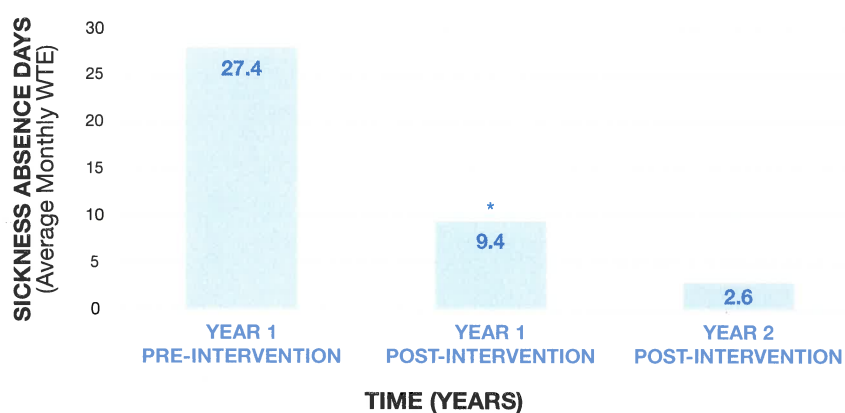 SICKNESS ABSENCE DAYS
(Average Monthly WTE)
30
25
20
15
10
5
0
27.4
*
9.4
2.6
YEAR 1
PRE-INTERVENTION
YEAR 1
POST-INTERVENTION
YEAR 2
POST-INTERVENTION
TIME (YEARS)